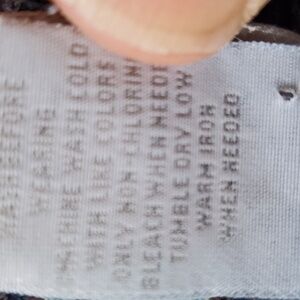 BEFORE
WEARING
MACHINE WASH COLD
WITH LIKE COLORS
ONLY NON-CHLORINE
BLEACH WHEN NEEDED
TUMBLE DRY LOW
WARM IRON
WHEN NEEDED